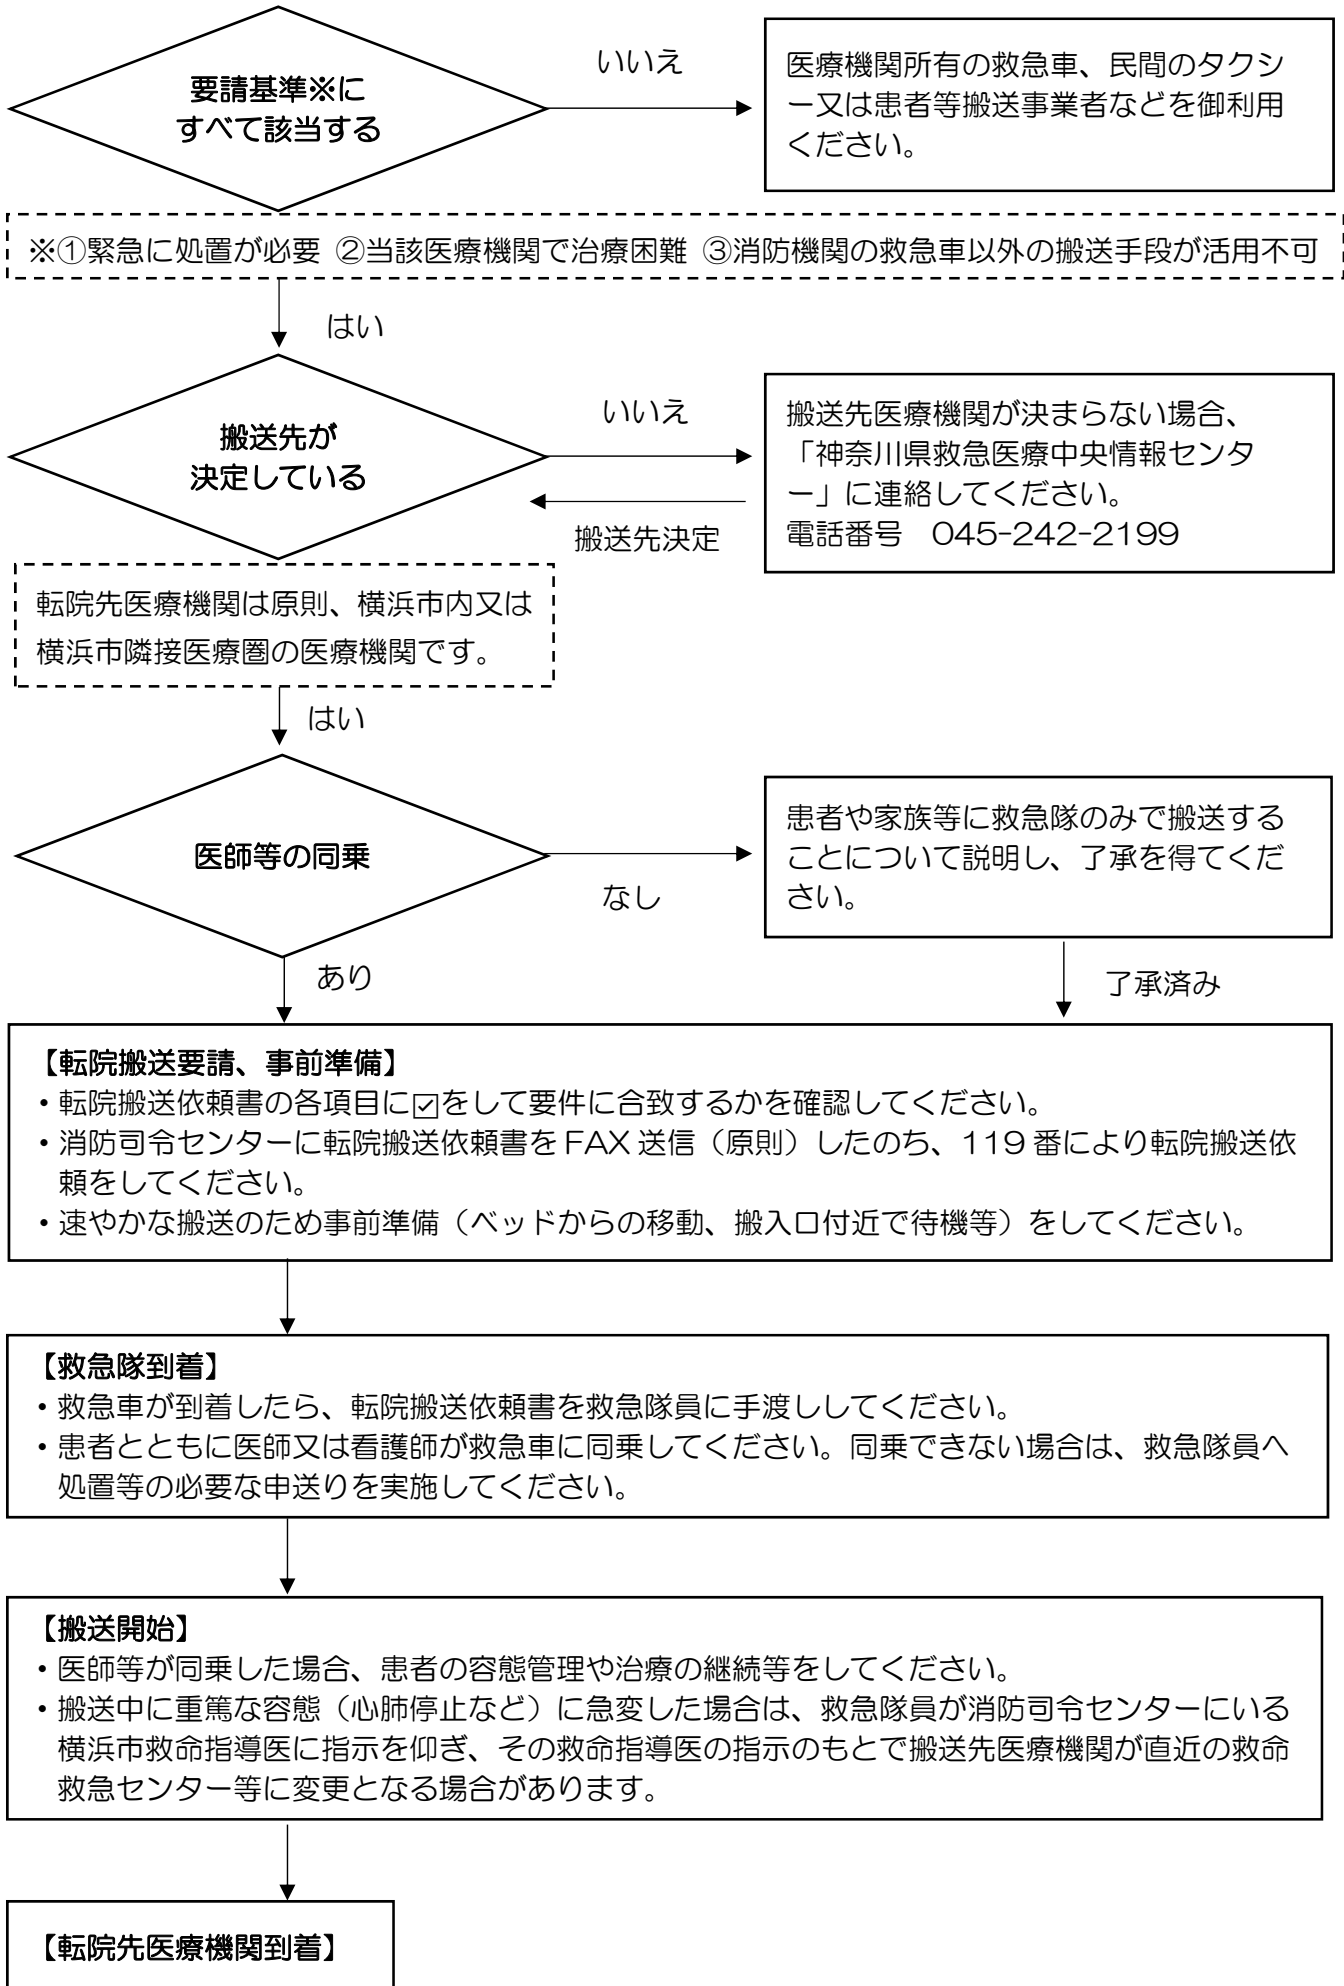 要請基準※に
すべて該当する
いいえ
医療機関所有の救急車、民間のタクシ
ー又は患者等搬送事業者などを御利用
ください。
※①緊急に処置が必要 ②当該医療機関で治療困難 ③消防機関の救急車以外の搬送手段が活用不可
はい
搬送先が
決定している
いいえ
搬送先決定
搬送先医療機関が決まらない場合、
「神奈川県救急医療中央情報センタ
ー」に連絡してください。
電話番号 045-242-2199
転院先医療機関は原則、横浜市内又は
横浜市隣接医療圏の医療機関です。
はい
医師等の同乗
なし
患者や家族等に救急隊のみで搬送する
ことについて説明し、了承を得てくだ
さい。
あり
了承済み
【転院搬送要請、事前準備】
・転院搬送依頼書の各項目に☑をして要件に合致するかを確認してください。
・消防司令センターに転院搬送依頼書をFAX送信（原則）したのち、119番により転院搬送依
頼をしてください。
・速やかな搬送のため事前準備（ベッドからの移動、搬入口付近で待機等）をしてください。
【救急隊到着】
・救急車が到着したら、転院搬送依頼書を救急隊員に手渡ししてください。
・患者とともに医師又は看護師が救急車に同乗してください。同乗できない場合は、救急隊員へ
処置等の必要な申送りを実施してください。
【搬送開始】
・医師等が同乗した場合、患者の容態管理や治療の継続等をしてください。
・搬送中に重篤な容態（心肺停止など）に急変した場合は、救急隊員が消防司令センターにいる
横浜市救命指導医に指示を仰ぎ、その救命指導医の指示のもとで搬送先医療機関が直近の救命
救急センター等に変更となる場合があります。
【転院先医療機関到着】